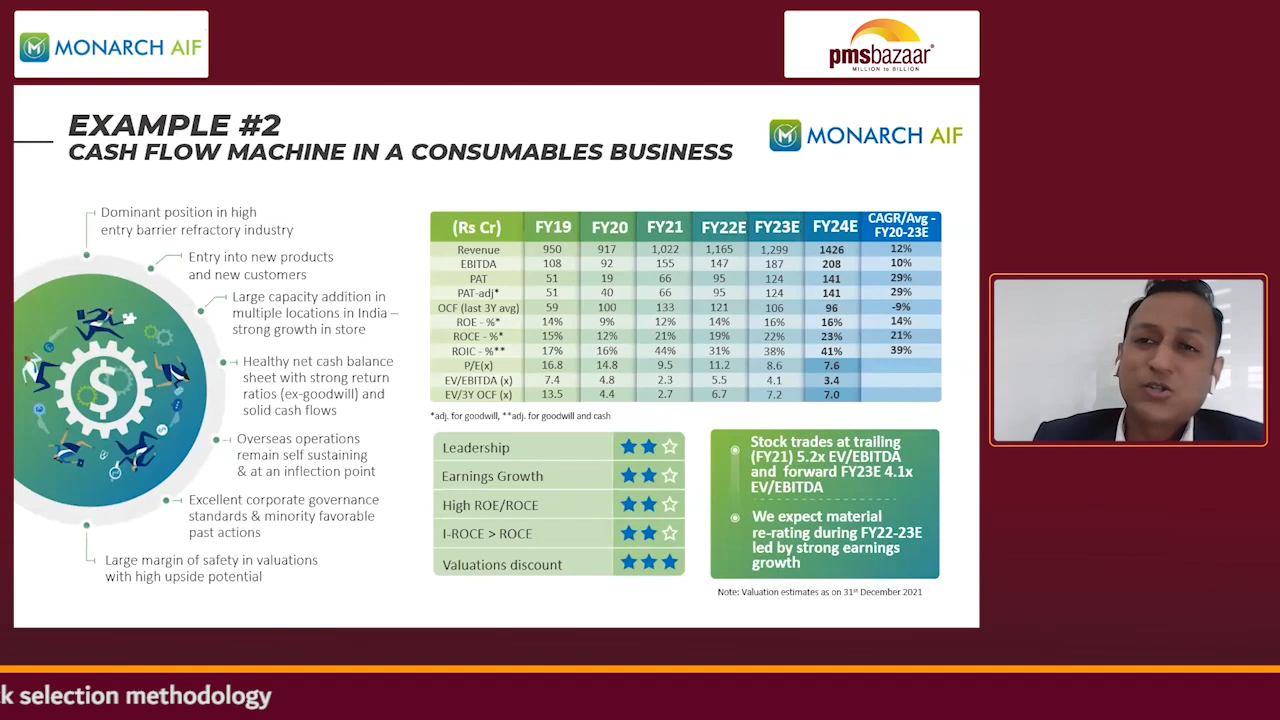 MONARCH AIF
pmsbazaar
MILLION to BILLION
EXAMPLE #2
CASH FLOW MACHINE IN A CONSUMABLES BUSINESS
MONARCH AIF
Dominant position in high
entry barrier refractory industry
Entry into new products
and new customers
Large capacity addition in
multiple locations in India –
strong growth in store
Healthy net cash balance
sheet with strong return
ratios (ex-goodwill) and
solid cash flows
Overseas operations
remain self sustaining
& at an inflection point
Excellent corporate governance
standards & minority favorable
past actions
Large margin of safety in valuations
with high upside potential
(Rs Cr) FY19 FY20 FY21 FY22E FY23E FY24E CAGR/Avg - FY20-23E
Revenue 950 917 1,022 1,165 1,299 1426 12%
EBITDA 108 92 155 147 187 208 10%
PAT 51 19 66 95 124 141 29%
PAT-adj* 51 40 66 95 124 141 29%
OCF (last 3Y avg) 59 100 133 121 106 96 -9%
ROE - %* 14% 9% 12% 14% 16% 16% 14%
ROCE - %* 15% 12% 21% 19% 22% 23% 21%
ROIC - %** 17% 16% 44% 31% 38% 41% 39%
P/E(x) 16.8 14.8 9.5 11.2 8.6 7.6
EV/EBITDA (x) 7.4 4.8 2.3 5.5 4.1 3.4
EV/3Y OCF (x) 13.5 4.4 2.7 6.7 7.2 7.0
*adj. for goodwill, **adj. for goodwill and cash
Leadership
Earnings Growth
High ROE/ROCE
I-ROCE > ROCE
Valuations discount
Stock trades at trailing
(FY21) 5.2x EV/EBITDA
and forward FY23E 4.1x
EV/EBITDA
We expect material
re-rating during FY22-23E
led by strong earnings
growth
Note: Valuation estimates as on 31st December 2021
ck selection methodology